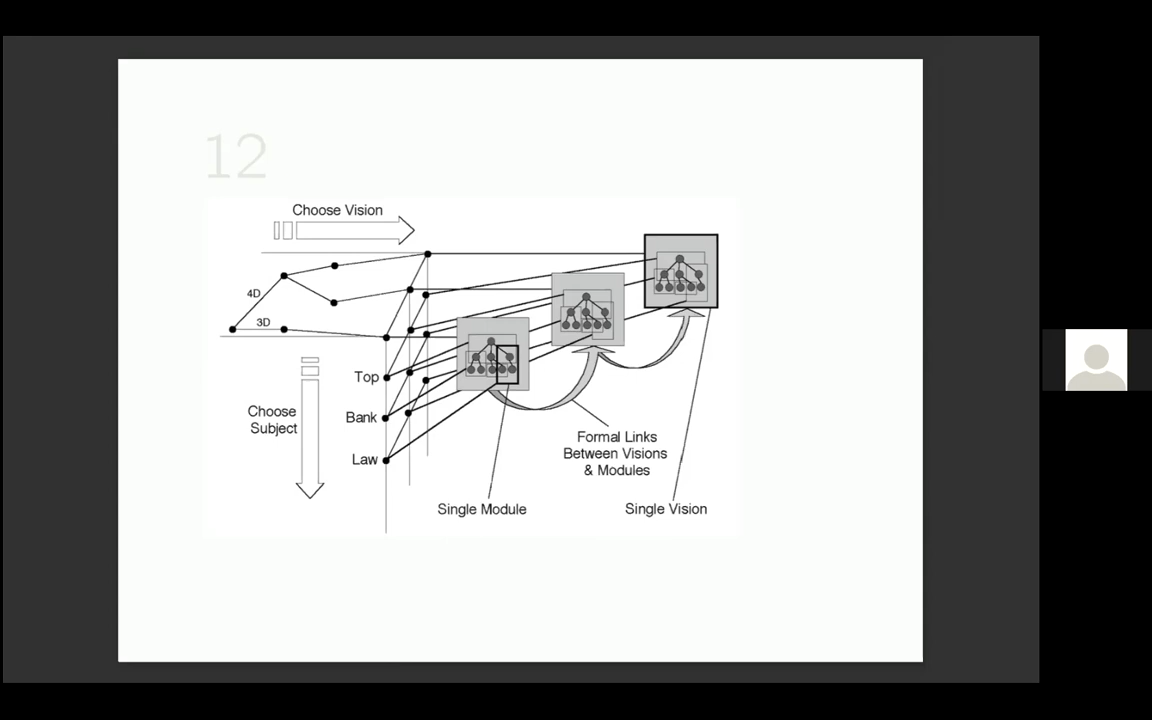 12
Choose Vision
4D
3D
Top
Choose
Subject
Bank
Law
Formal Links
Between Visions
& Modules
Single Module
Single Vision